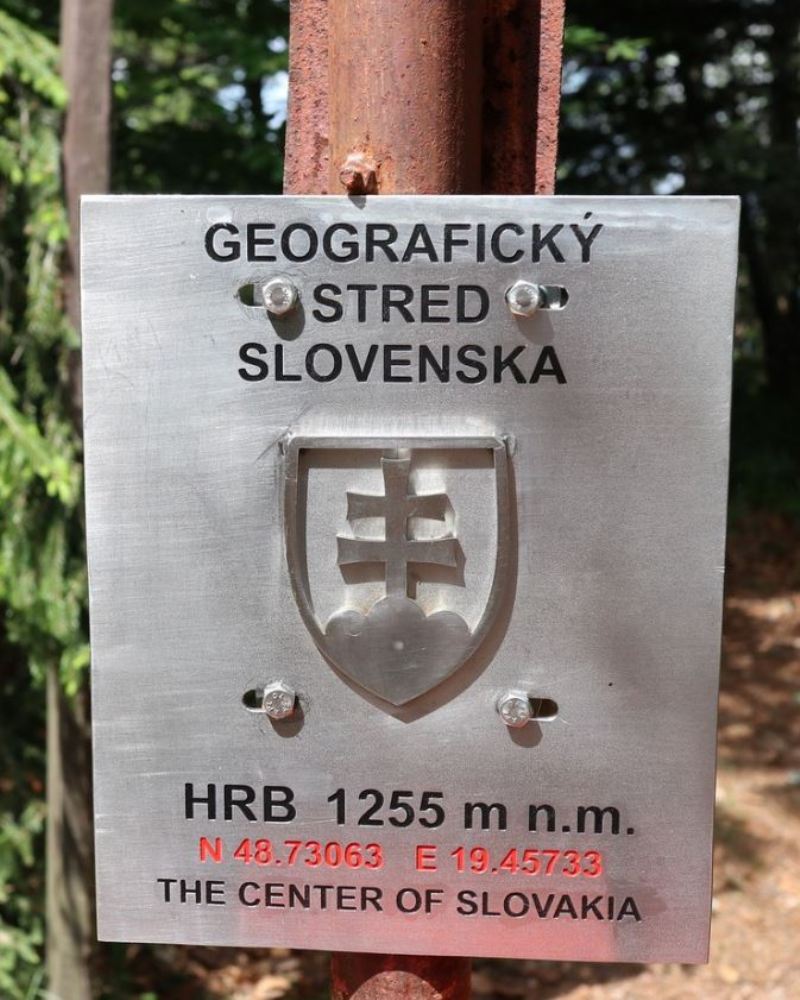 GEOGRAFICKÝ
STRED
SLOVENSKA
HRB 1255 m n.m.
N 48.73063 E 19.45733
THE CENTER OF SLOVAKIA